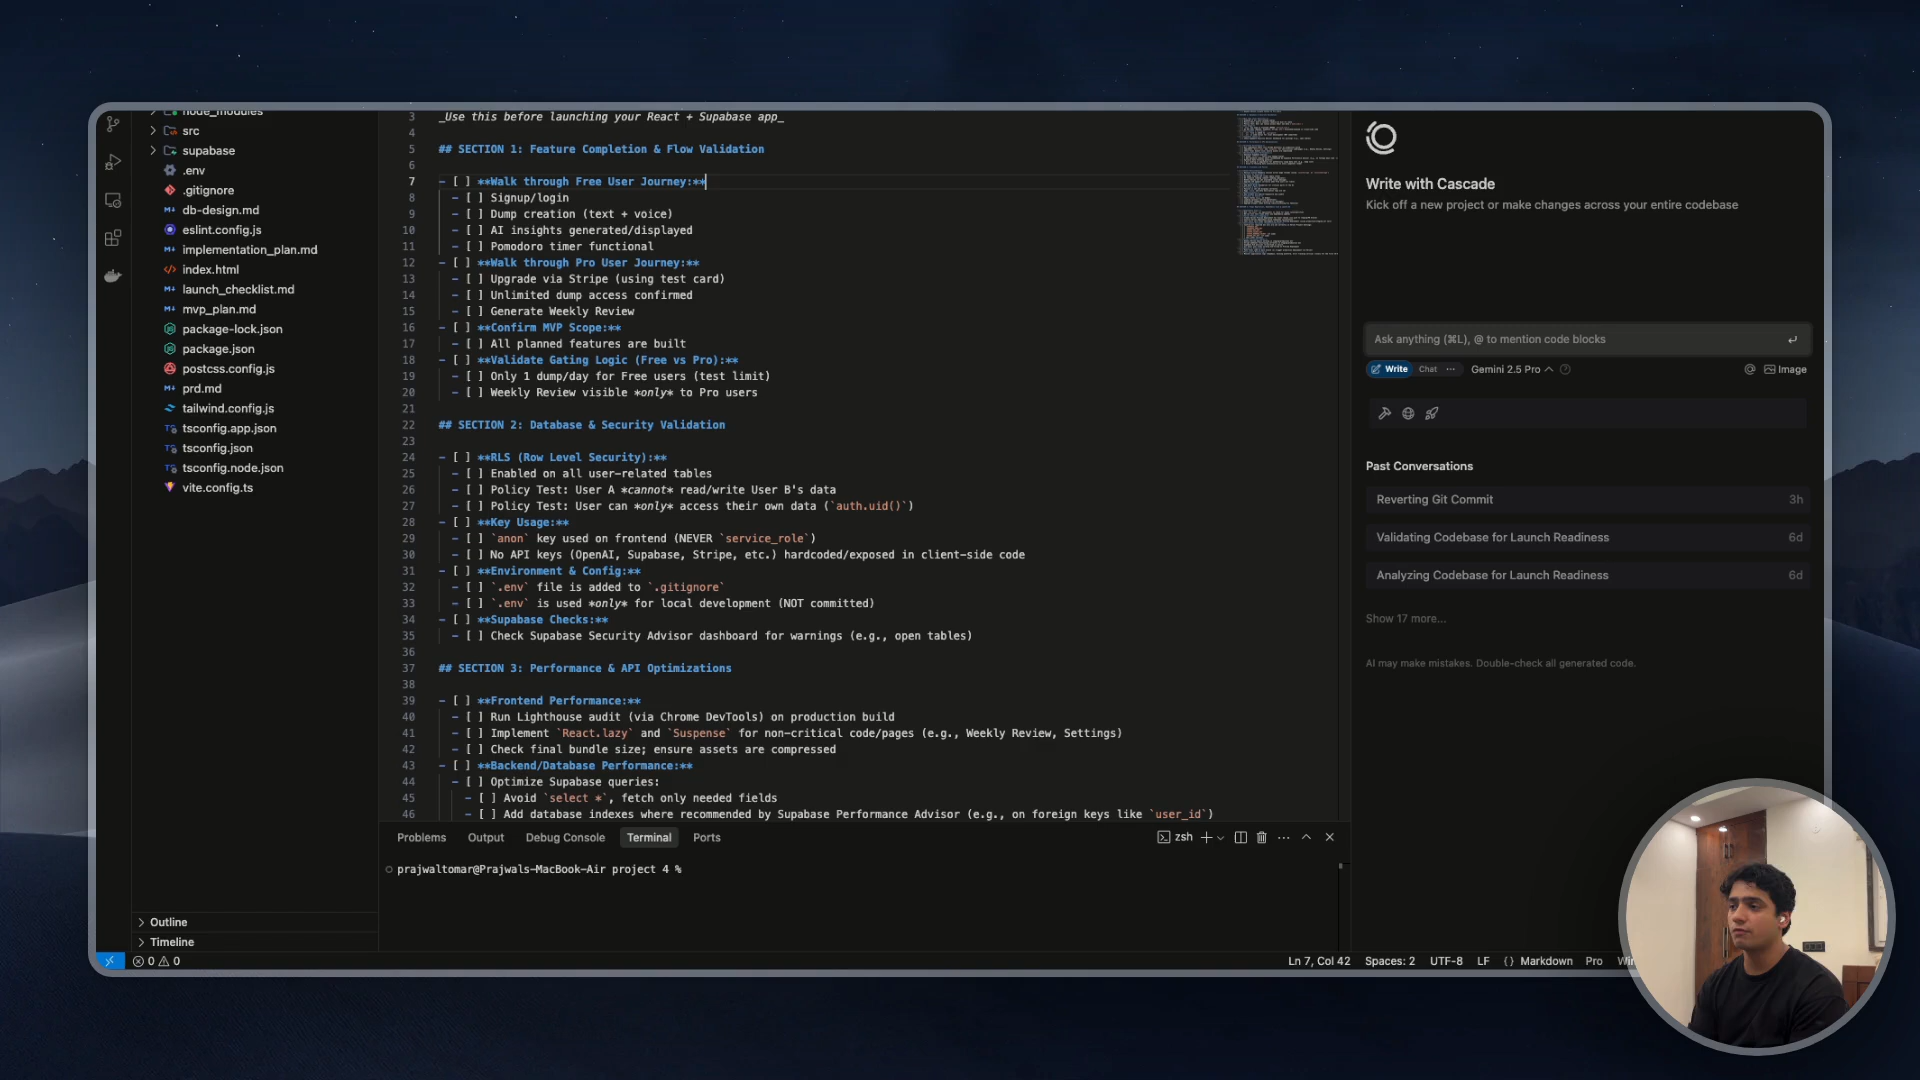 node_modules
src
supabase
.env
.gitignore
db-design.md
eslint.config.js
implementation_plan.md
index.html
launch_checklist.md
mvp_plan.md
package-lock.json
package.json
postcss.config.js
prd.md
tailwind.config.js
tsconfig.app.json
tsconfig.json
tsconfig.node.json
vite.config.ts
Outline
Timeline
3 _Use this before launching your React + Supabase app_
4
5 ## SECTION 1: Feature Completion & Flow Validation
6
7 - [ ] **Walk through Free User Journey:**
8 - [ ] Signup/login
9 - [ ] Dump creation (text + voice)
10 - [ ] AI insights generated/displayed
11 - [ ] Pomodoro timer functional
12 - [ ] **Walk through Pro User Journey:**
13 - [ ] Upgrade via Stripe (using test card)
14 - [ ] Unlimited dump access confirmed
15 - [ ] Generate Weekly Review
16 - [ ] **Confirm MVP Scope:**
17 - [ ] All planned features are built
18 - [ ] **Validate Gating Logic (Free vs Pro):**
19 - [ ] Only 1 dump/day for Free users (test limit)
20 - [ ] Weekly Review visible *only* to Pro users
21
22 ## SECTION 2: Database & Security Validation
23
24 - [ ] **RLS (Row Level Security):**
25 - [ ] Enabled on all user-related tables
26 - [ ] Policy Test: User A *cannot* read/write User B's data
27 - [ ] Policy Test: User can *only* access their own data (`auth.uid()`)
28 - [ ] **Key Usage:**
29 - [ ] `anon` key used on frontend (NEVER `service_role`)
30 - [ ] No API keys (OpenAI, Supabase, Stripe, etc.) hardcoded/exposed in client-side code
31 - [ ] **Environment & Config:**
32 - [ ] `.env` file is added to `.gitignore`
33 - [ ] `.env` is used *only* for local development (NOT committed)
34 - [ ] **Supabase Checks:**
35 - [ ] Check Supabase Security Advisor dashboard for warnings (e.g., open tables)
36
37 ## SECTION 3: Performance & API Optimizations
38
39 - [ ] **Frontend Performance:**
40 - [ ] Run Lighthouse audit (via Chrome DevTools) on production build
41 - [ ] Implement `React.lazy` and `Suspense` for non-critical code/pages (e.g., Weekly Review, Settings)
42 - [ ] Check final bundle size; ensure assets are compressed
43 - [ ] **Backend/Database Performance:**
44 - [ ] Optimize Supabase queries:
45 - [ ] Avoid `select *`, fetch only needed fields
46 - [ ] Add database indexes where recommended by Supabase Performance Advisor (e.g., on foreign keys like `user_id`)
Problems Output Debug Console Terminal Ports
zsh
prajwaltomar@Prajwals-MacBook-Air project 4 %
Write with Cascade
Kick off a new project or make changes across your entire codebase
Ask anything (⌘L), @ to mention code blocks
Write Chat ... Gemini 2.5 Pro @ Image
Past Conversations
Reverting Git Commit 3h
Validating Codebase for Launch Readiness 6d
Analyzing Codebase for Launch Readiness 6d
Show 17 more...
AI may make mistakes. Double-check all generated code.
0 0
Ln 7, Col 42 Spaces: 2 UTF-8 LF {} Markdown Pro